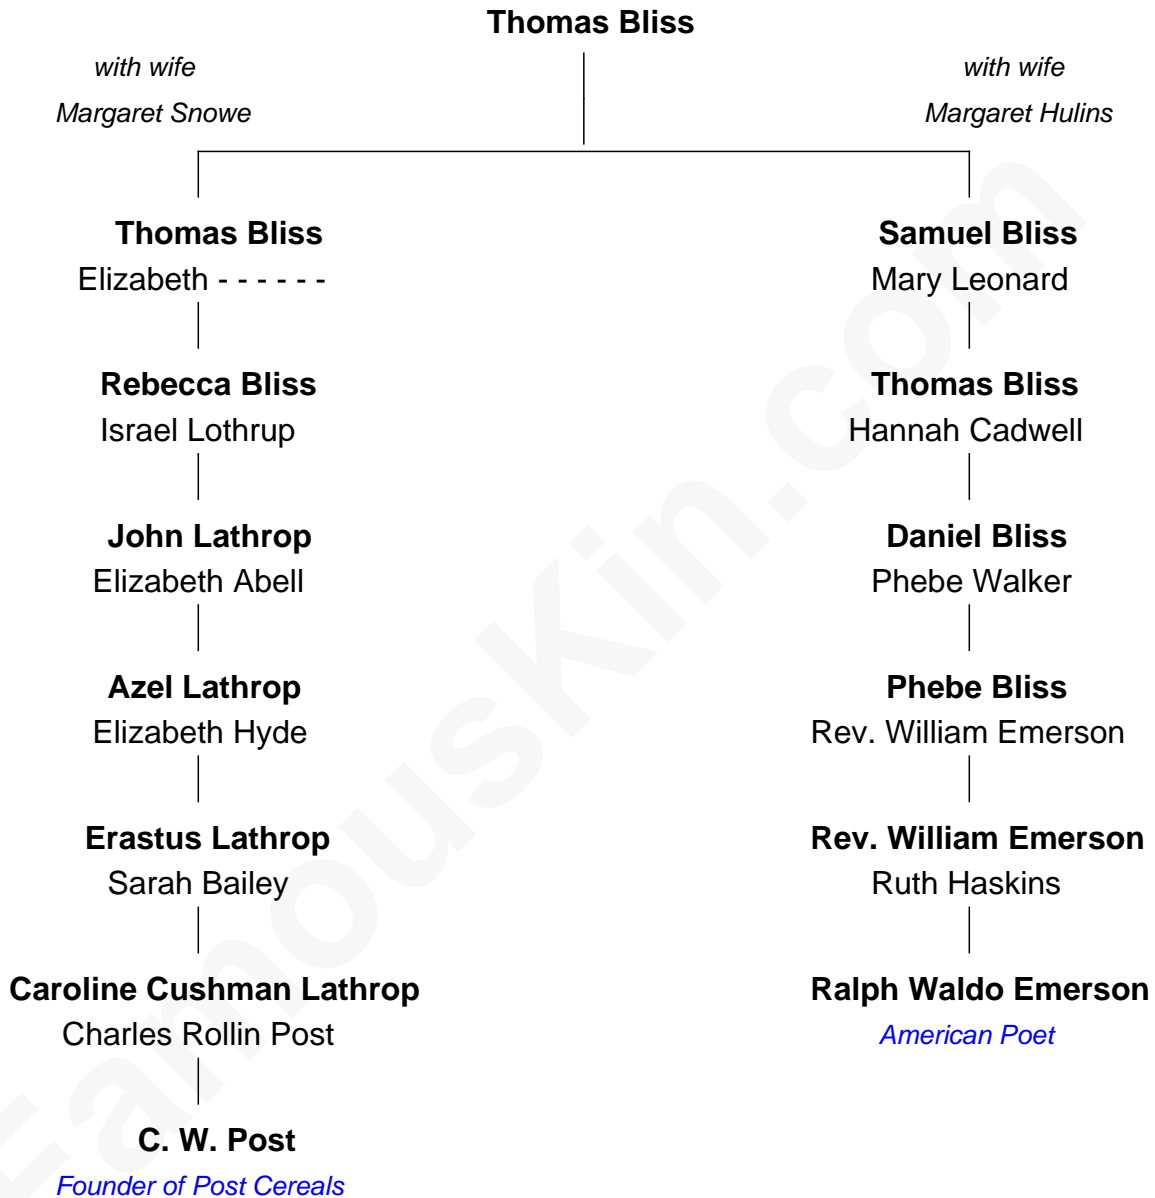 Thomas Bliss
with wife
Margaret Snowe
with wife
Margaret Hulins
Thomas Bliss
Elizabeth - - - - - -
Samuel Bliss
Mary Leonard
Rebecca Bliss
Israel Lothrup
Thomas Bliss
Hannah Cadwell
John Lathrop
Elizabeth Abell
Daniel Bliss
Phebe Walker
Azel Lathrop
Elizabeth Hyde
Phebe Bliss
Rev. William Emerson
Erastus Lathrop
Sarah Bailey
Rev. William Emerson
Ruth Haskins
Caroline Cushman Lathrop
Charles Rollin Post
Ralph Waldo Emerson
American Poet
C. W. Post
Founder of Post Cereals
FamousKin.com